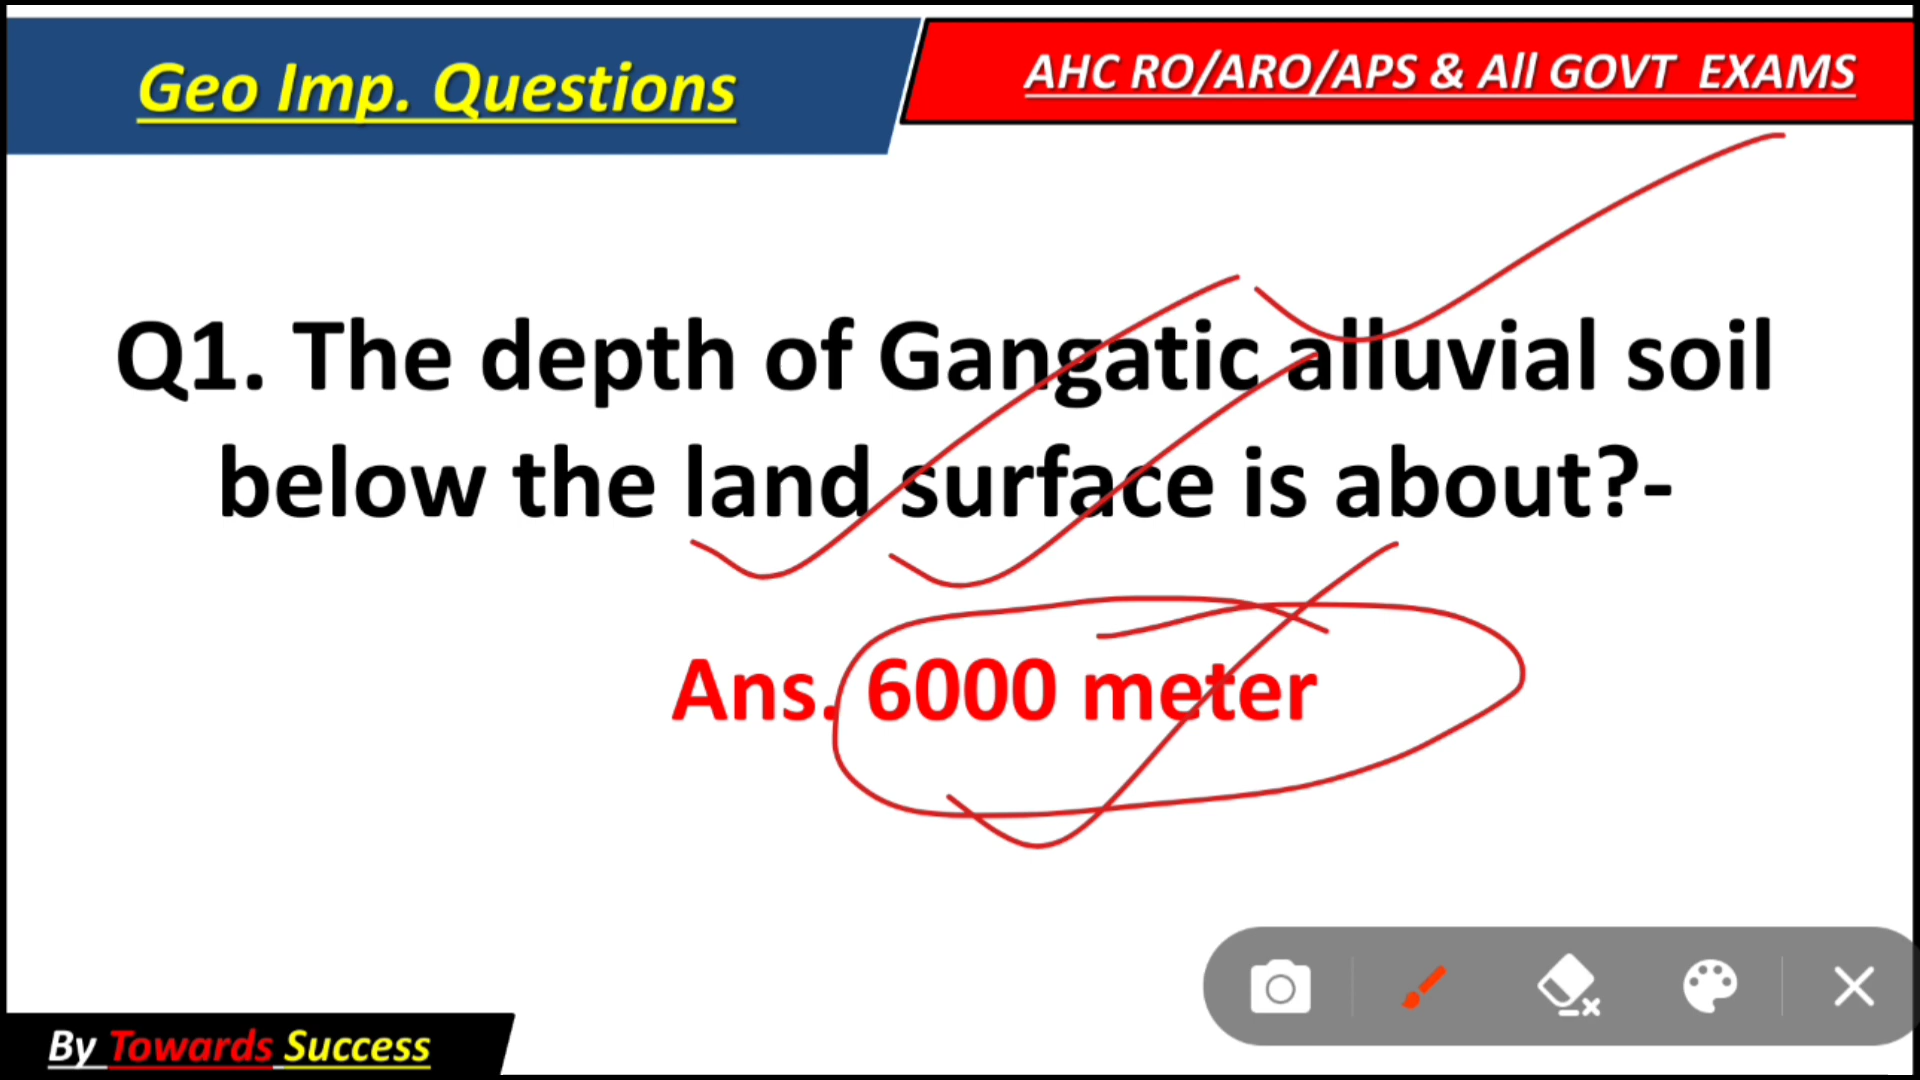 Geo Imp. Questions
AHC RO/ARO/APS & All GOVT EXAMS
Q1. The depth of Gangatic alluvial soil
below the land surface is about?-
Ans. 6000 meter
By Towards Success